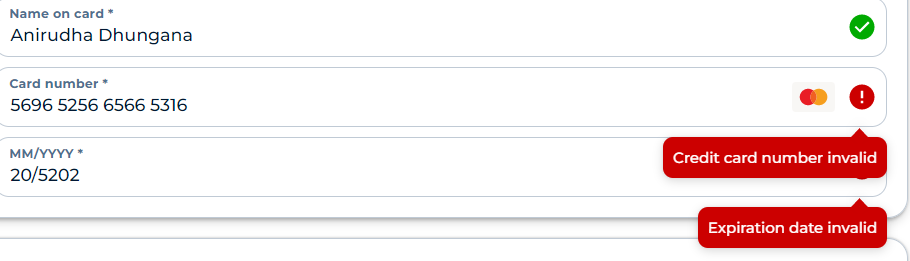 Name on card *
Anirudha Dhungana
Card number *
5696 5256 6566 5316
Credit card number invalid
MM/YYYY *
20/5202
Expiration date invalid